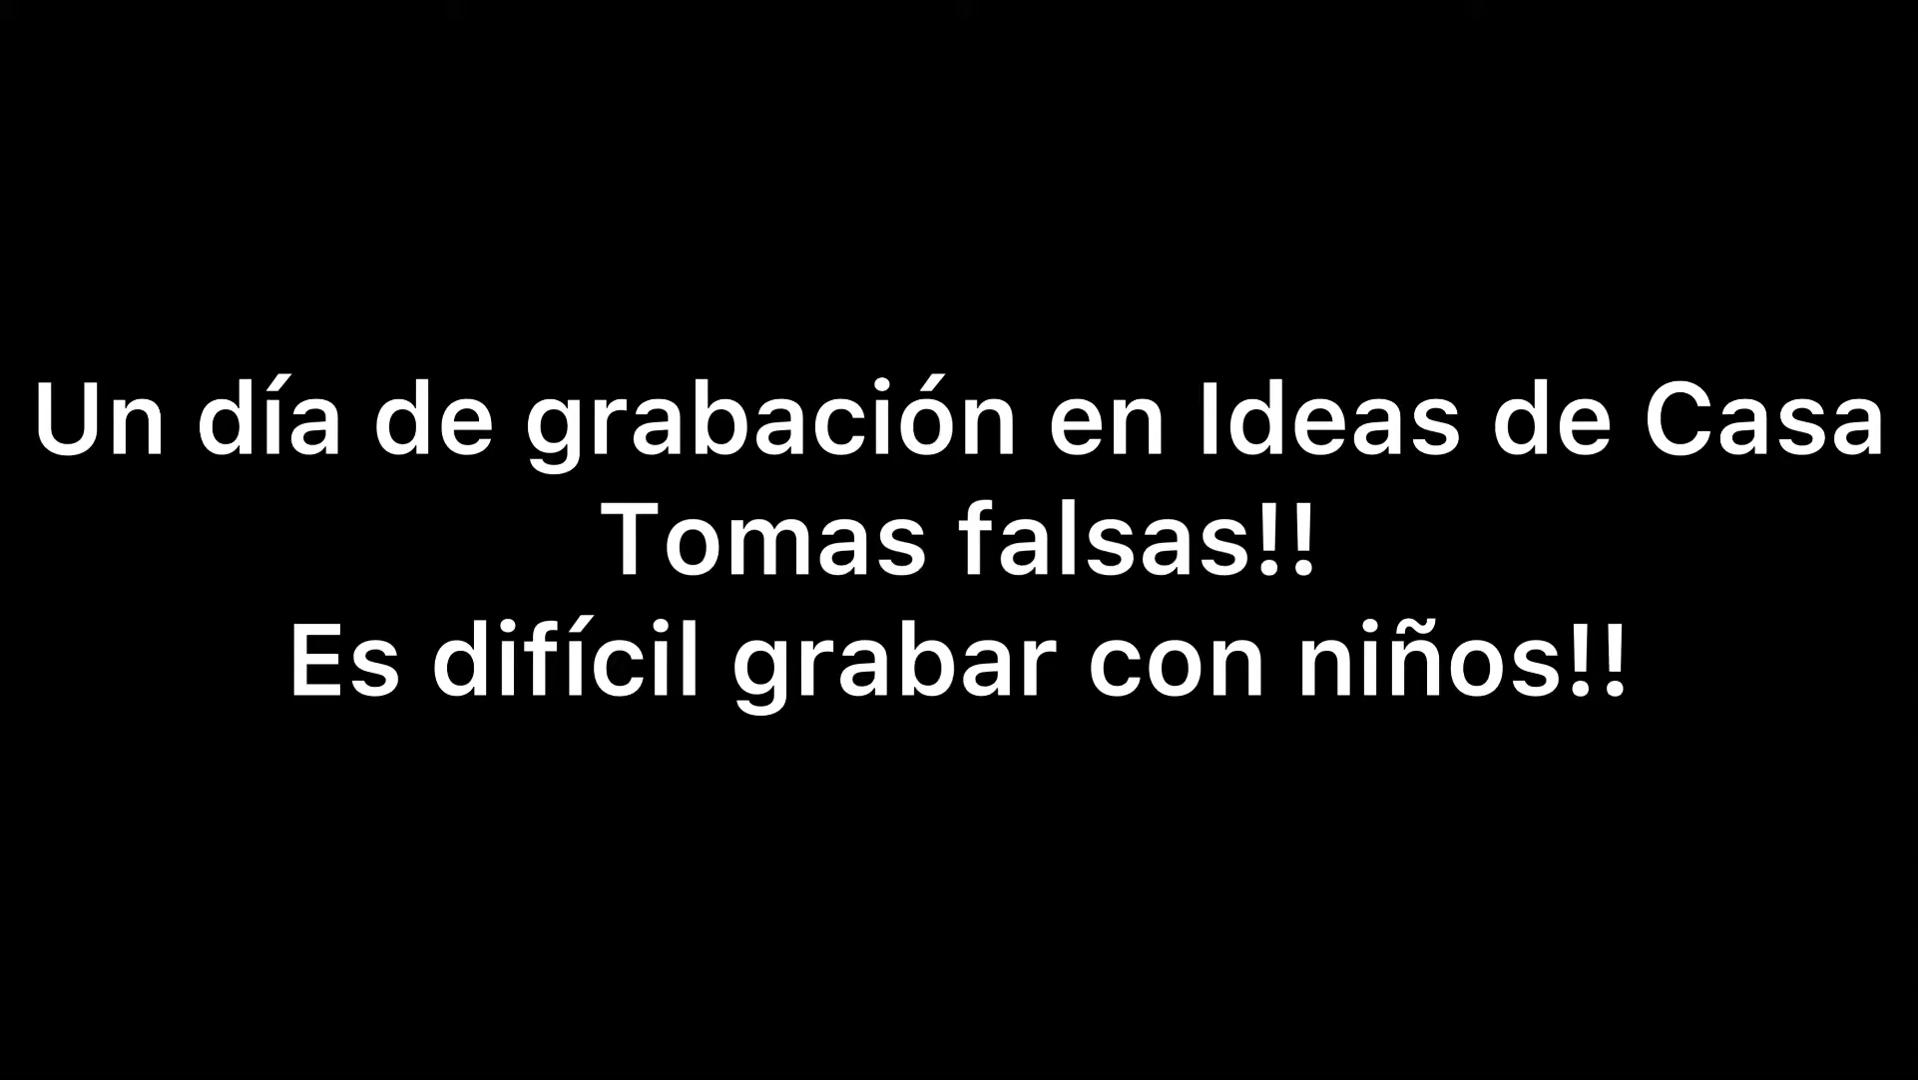 Un día de grabación en Ideas de Casa
Tomas falsas!!
Es difícil grabar con niños!!